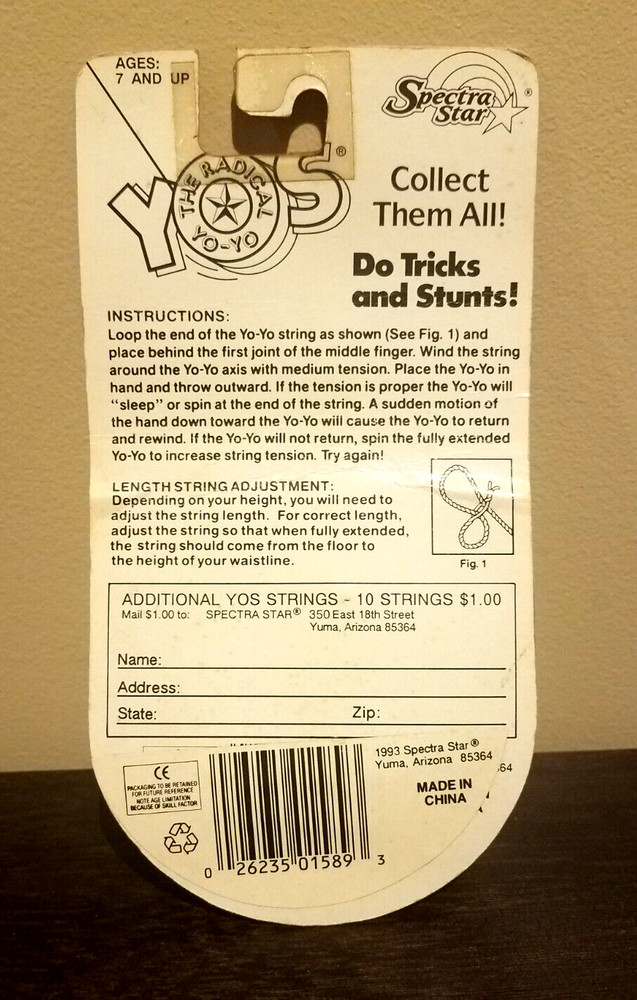 AGES:
7 AND UP
Spectra
Star®
YOS®
THE RADICAL
YO-YO
Collect
Them All!
Do Tricks
and Stunts!
INSTRUCTIONS:
Loop the end of the Yo-Yo string as shown (See Fig. 1) and
place behind the first joint of the middle finger. Wind the string
around the Yo-Yo axis with medium tension. Place the Yo-Yo in
hand and throw outward. If the tension is proper the Yo-Yo will
“sleep” or spin at the end of the string. A sudden motion of
the hand down toward the Yo-Yo will cause the Yo-Yo to return
and rewind. If the Yo-Yo will not return, spin the fully extended
Yo-Yo to increase string tension. Try again!
LENGTH STRING ADJUSTMENT:
Depending on your height, you will need to
adjust the string length. For correct length,
adjust the string so that when fully extended,
the string should come from the floor to
the height of your waistline.
Fig. 1
ADDITIONAL YOS STRINGS - 10 STRINGS $1.00
Mail $1.00 to: SPECTRA STAR® 350 East 18th Street
Yuma, Arizona 85364
Name:
Address:
State: Zip:
1993 Spectra Star®
Yuma, Arizona 85364
64
MADE IN
CHINA
CE
PACKAGING TO BE RETAINED
FOR FUTURE REFERENCE
NOTE AGE LIMITATION
BECAUSE OF SKILL FACTOR
0 26235 01589 3